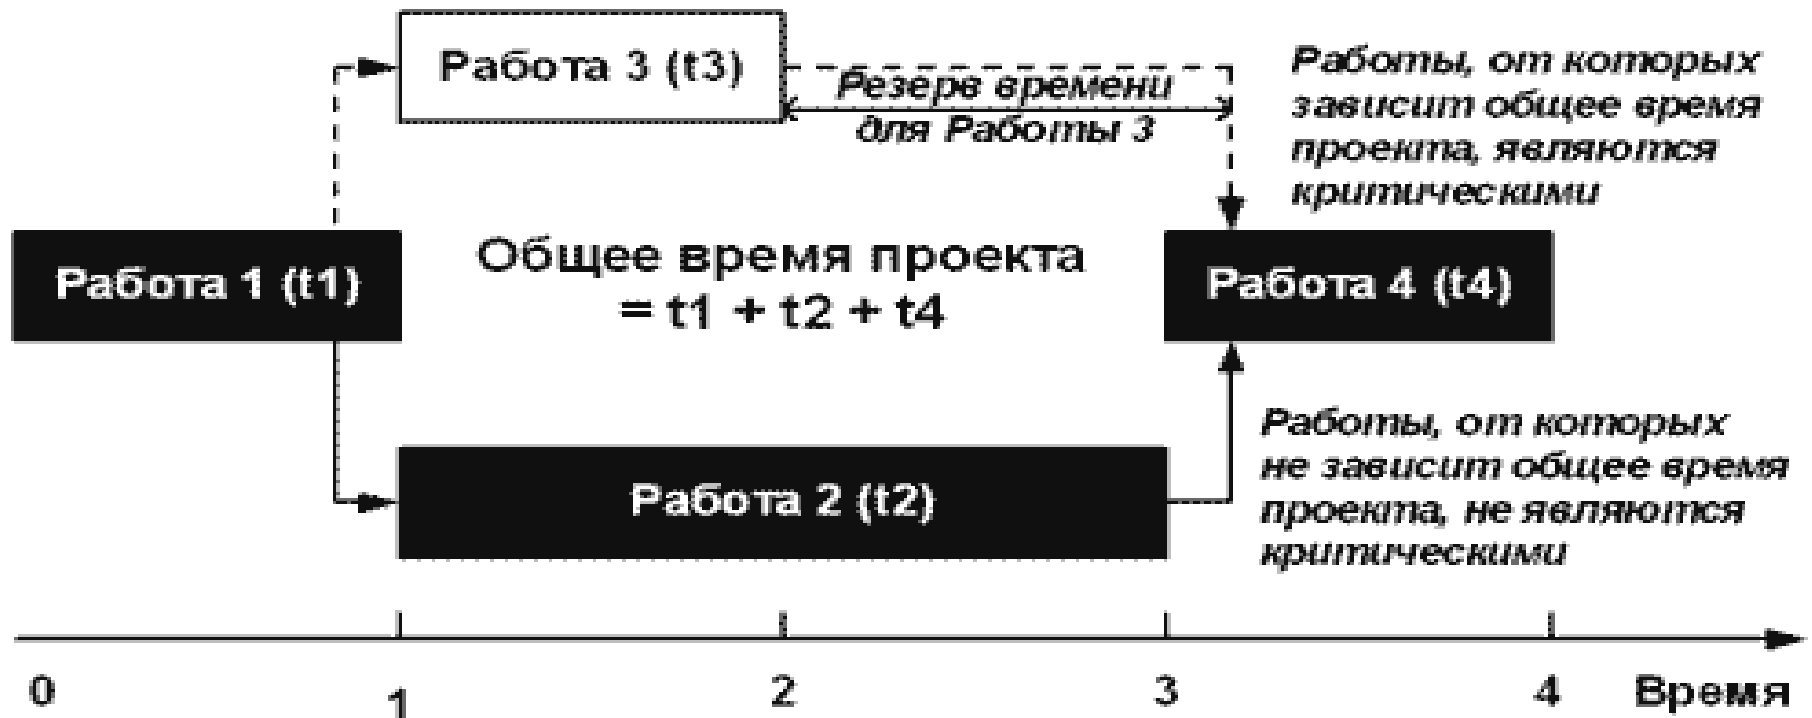 Работа 3 (t3)
Резерв времени
для Работы 3
Работы, от которых
зависит общее время
проекта, являются
критическими
Работа 1 (t1)
Общее время проекта
= t1 + t2 + t4
Работа 4 (t4)
Работа 2 (t2)
Работы, от которых
не зависит общее время
проекта, не являются
критическими
0 1 2 3 4 Время